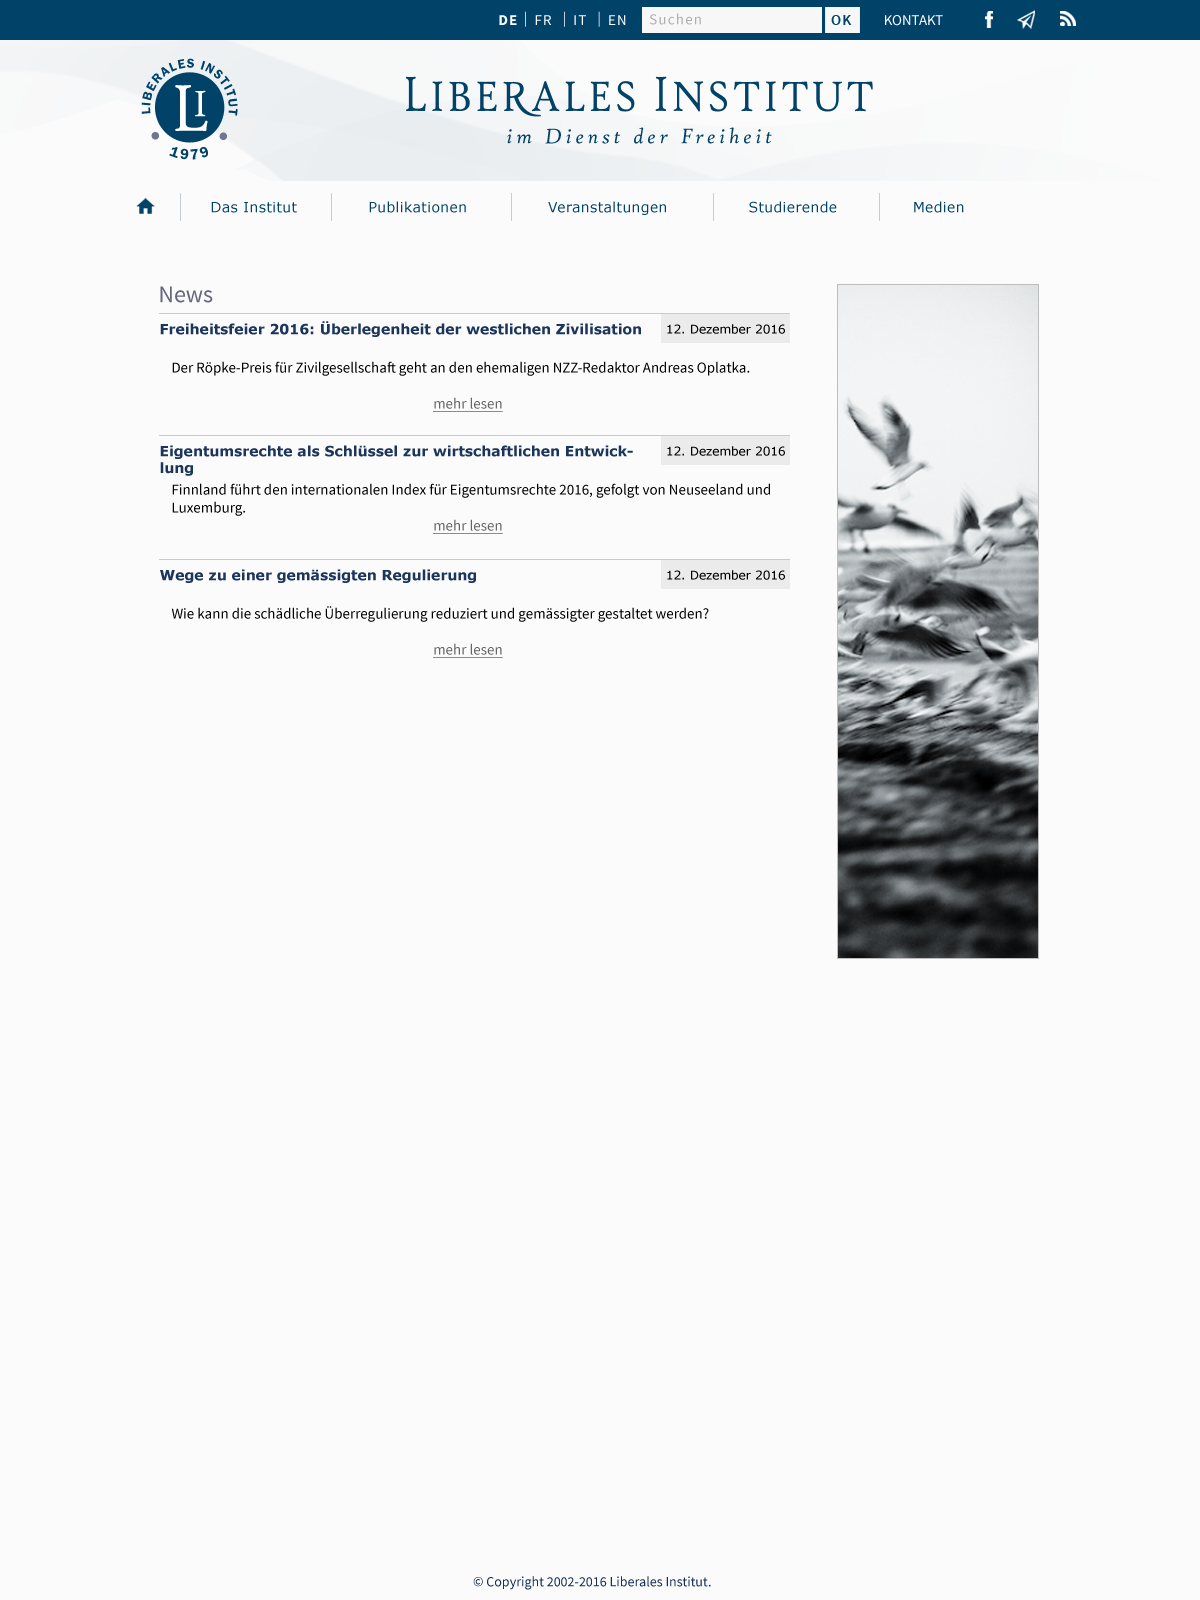 DE FR IT EN Suchen OK KONTAKT
LIBERALES INSTITUT
LI
1979
LIBERALES INSTITUT
im Dienst der Freiheit
Das Institut Publikationen Veranstaltungen Studierende Medien
News
Freiheitsfeier 2016: Überlegenheit der westlichen Zivilisation 12. Dezember 2016
Der Röpke-Preis für Zivilgesellschaft geht an den ehemaligen NZZ-Redaktor Andreas Oplatka.
mehr lesen
Eigentumsrechte als Schlüssel zur wirtschaftlichen Entwick- 12. Dezember 2016
lung
Finnland führt den internationalen Index für Eigentumsrechte 2016, gefolgt von Neuseeland und
Luxemburg.
mehr lesen
Wege zu einer gemässigten Regulierung 12. Dezember 2016
Wie kann die schädliche Überregulierung reduziert und gemässigter gestaltet werden?
mehr lesen
© Copyright 2002-2016 Liberales Institut.